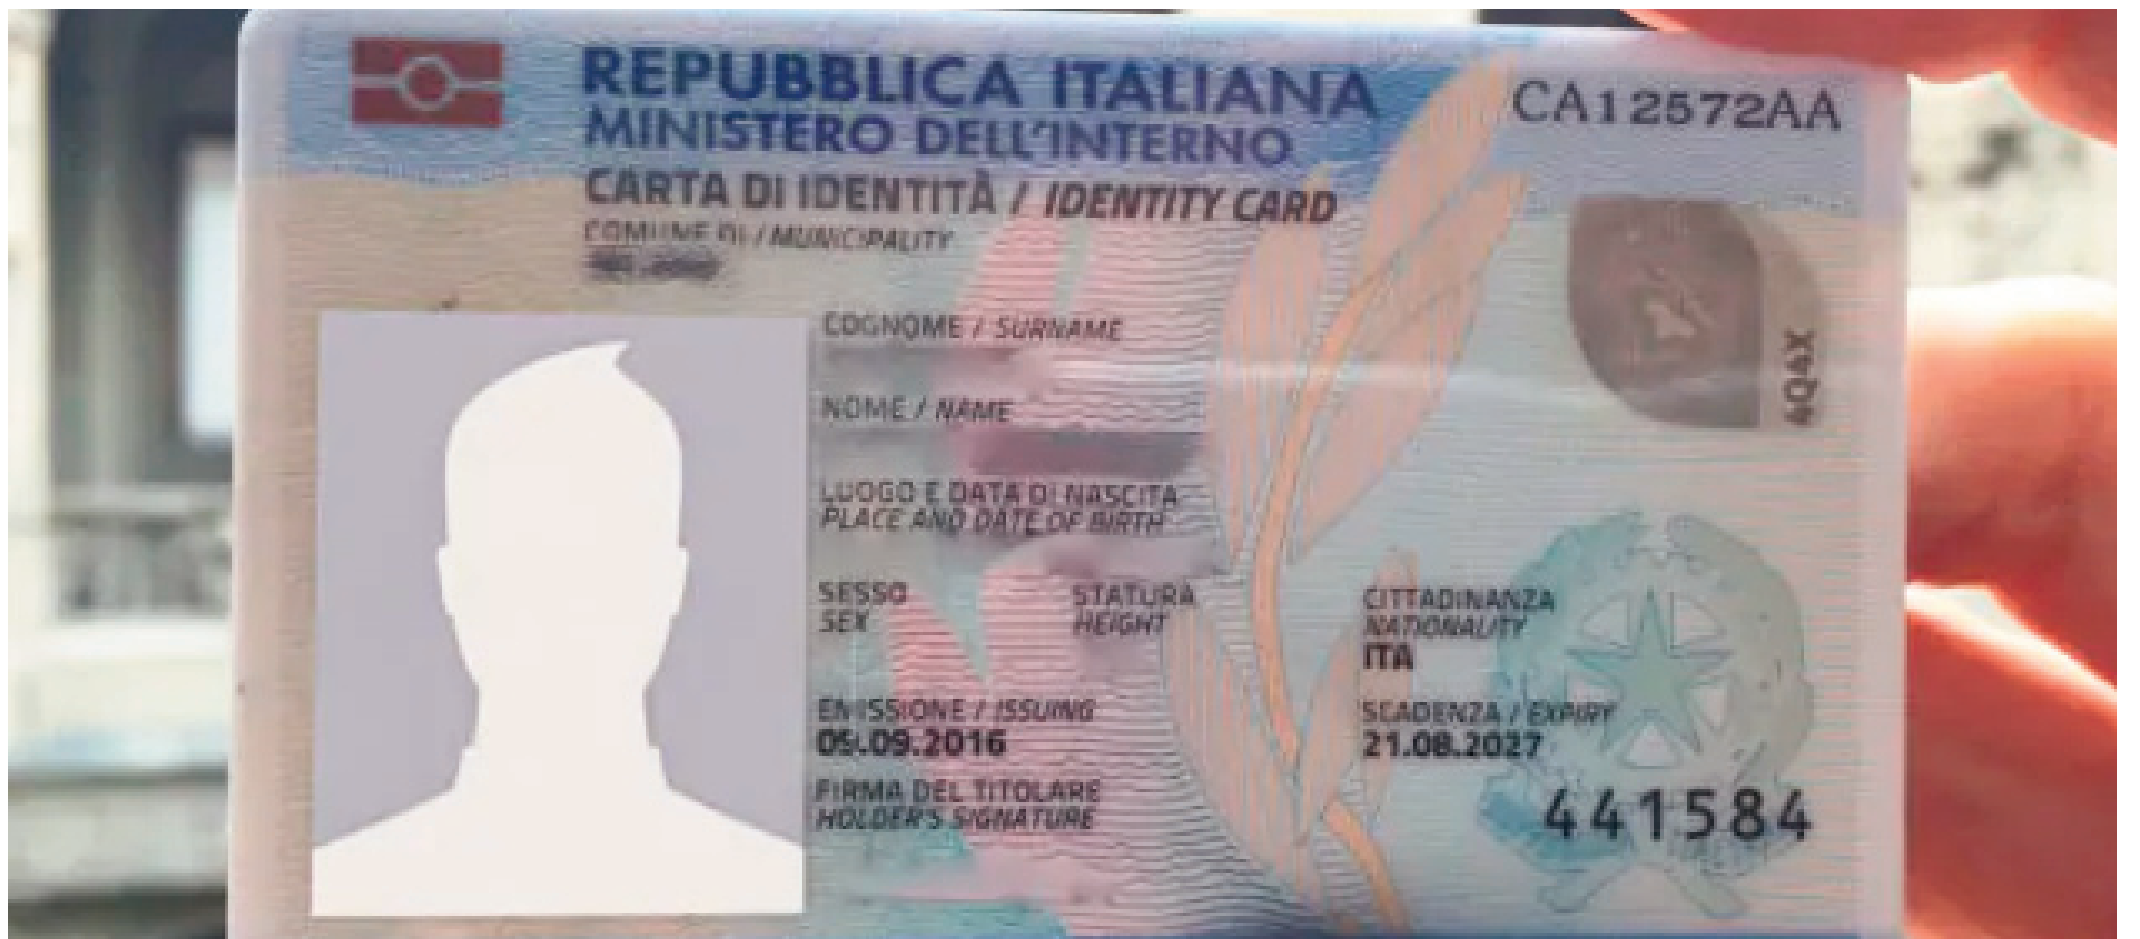 REPUBBLICA ITALIANA
CA12572AA
MINISTERO DELL'INTERNO
CARTA DI IDENTITÀ / IDENTITY CARD
COMUNE DI / MUNICIPALITY
COGNOME / SURNAME
4Q4X
NOME / NAME
LUOGO E DATA DI NASCITA
PLACE AND DATE OF BIRTH
SESSO
SEX
STATURA
HEIGHT
CITTADINANZA
NATIONALITY
ITA
EMISSIONE / ISSUING
09.09.2016
SCADENZA / EXPIRY
21.08.2027
FIRMA DEL TITOLARE
HOLDER'S SIGNATURE
441584